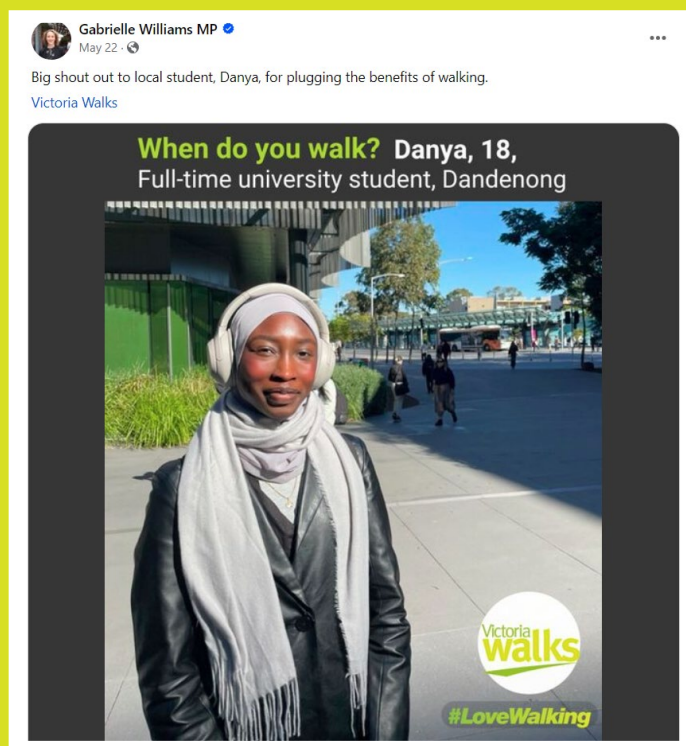 Gabrielle Williams MP
May 22 ·
Big shout out to local student, Danya, for plugging the benefits of walking.
Victoria Walks
When do you walk? Danya, 18,
Full-time university student, Dandenong
Victoria
walks
#LoveWalking